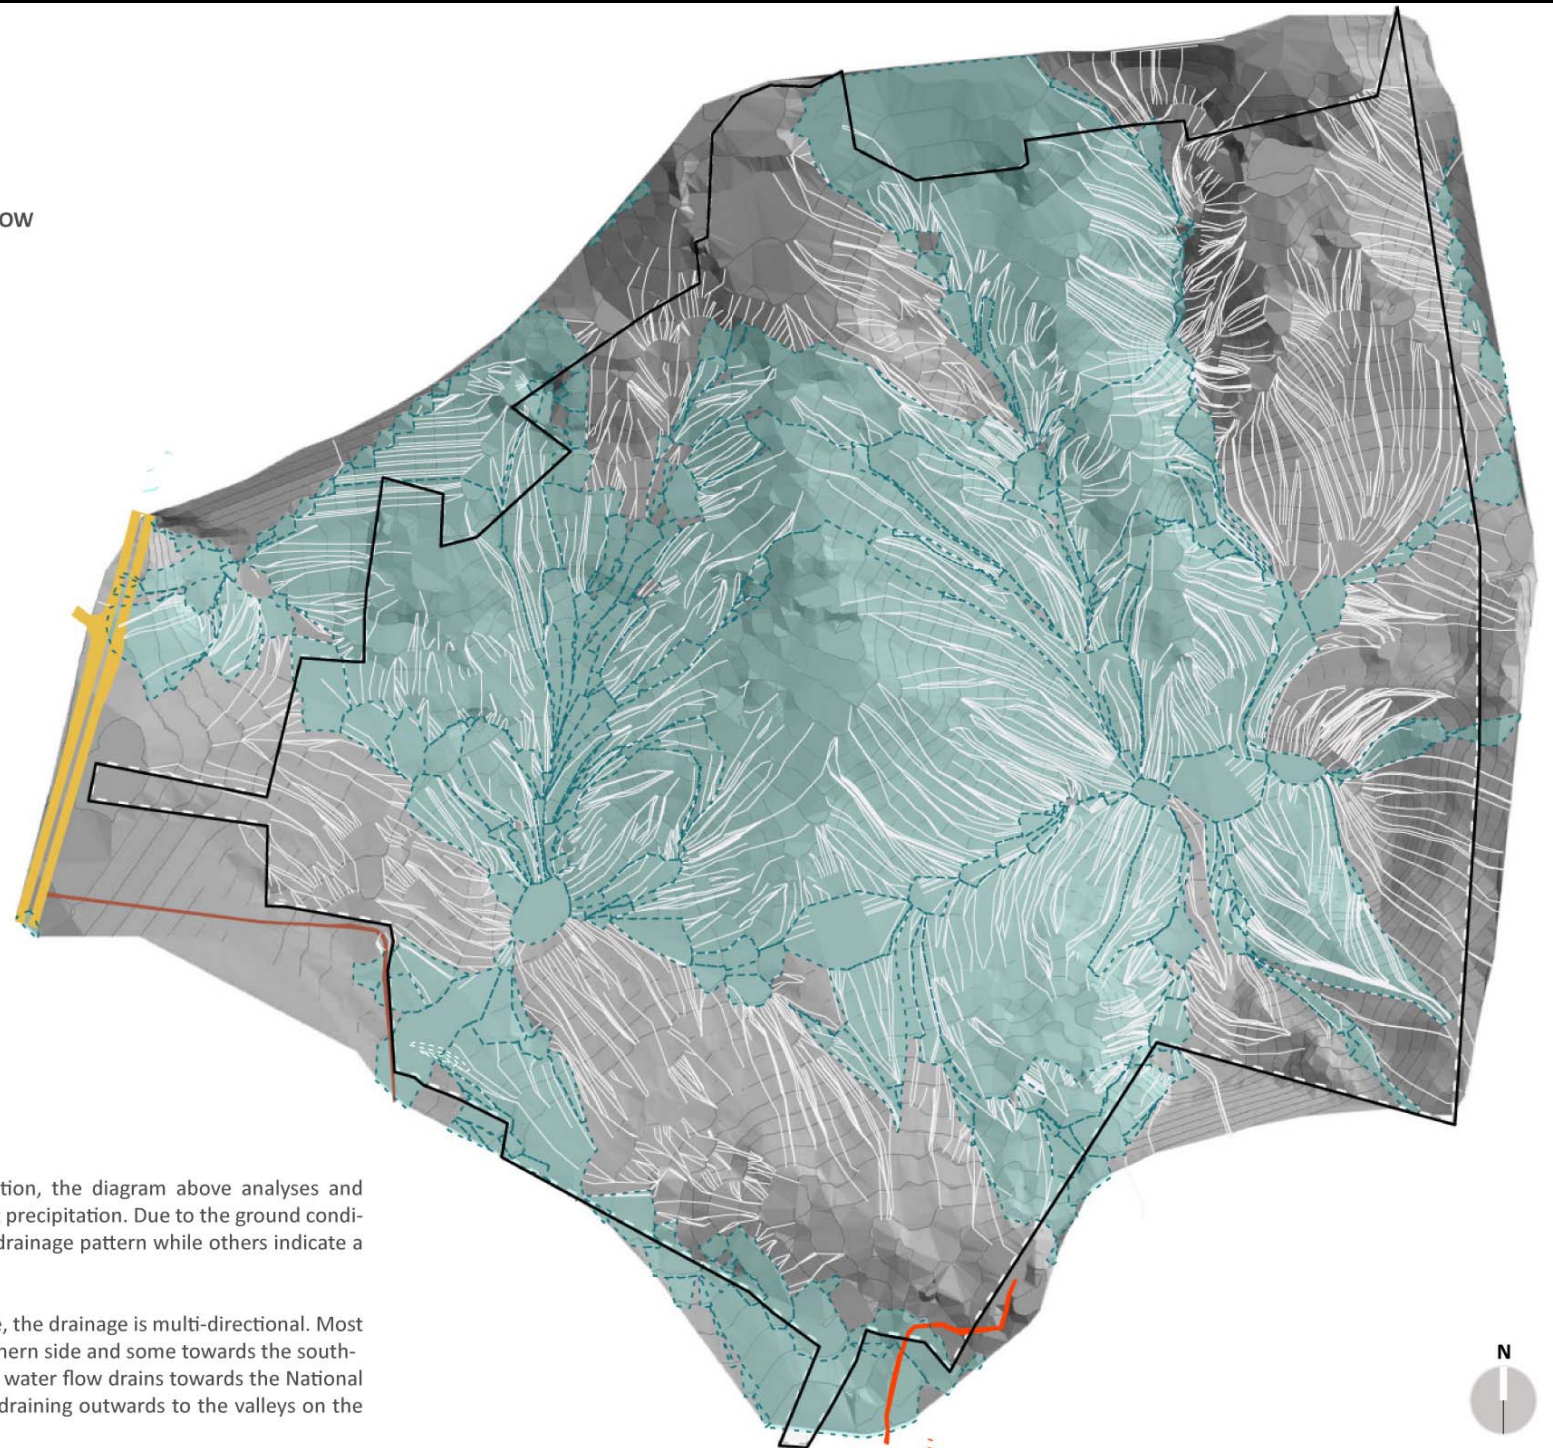 OW
tion, the diagram above analyses and
precipitation. Due to the ground condi-
drainage pattern while others indicate a
, the drainage is multi-directional. Most
hern side and some towards the south-
water flow drains towards the National
draining outwards to the valleys on the
N